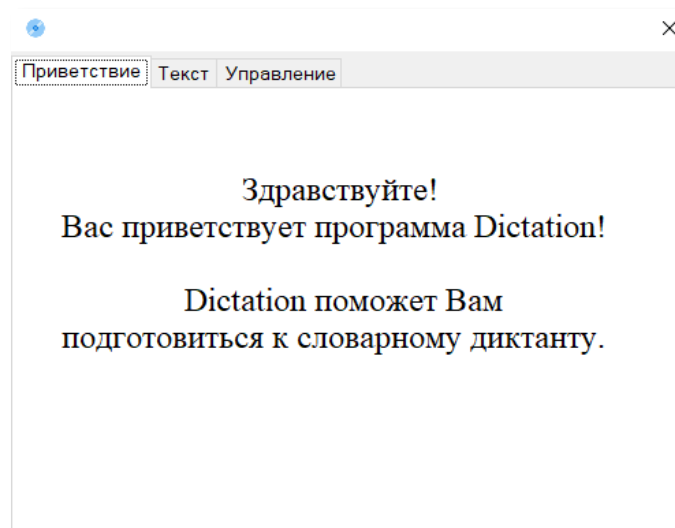 Приветствие Текст Управление
Здравствуйте!
Вас приветствует программа Dictation!
Dictation поможет Вам
подготовиться к словарному диктанту.